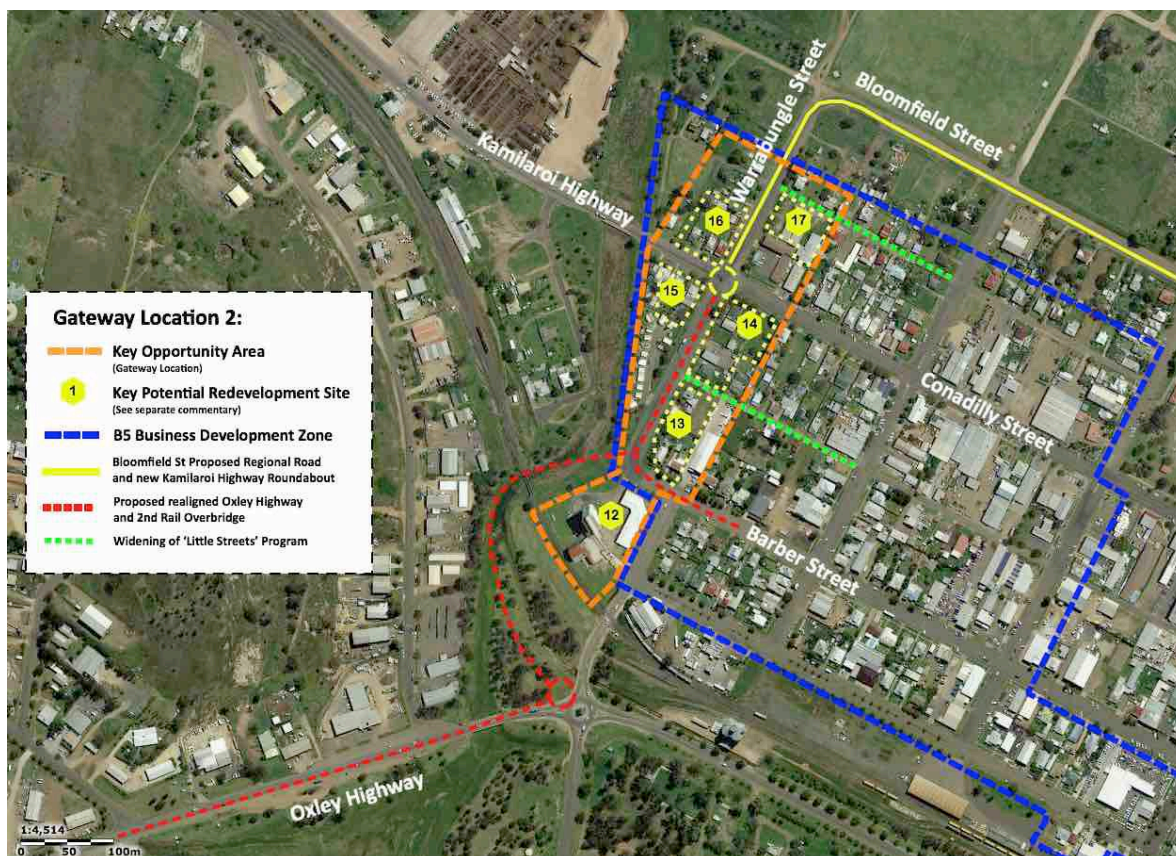 Bloomfield Street
Warrabungle Street
Kamilaroi Highway
16
17
15
14
13
12
Conadilly Street
Barber Street
Oxley Highway
Gateway Location 2:
Key Opportunity Area
(Gateway Location)
1
Key Potential Redevelopment Site
(See separate commentary)
B5 Business Development Zone
Bloomfield St Proposed Regional Road
and new Kamilaroi Highway Roundabout
Proposed realigned Oxley Highway
and 2nd Rail Overbridge
Widening of 'Little Streets' Program
1:4,514
0 50 100m